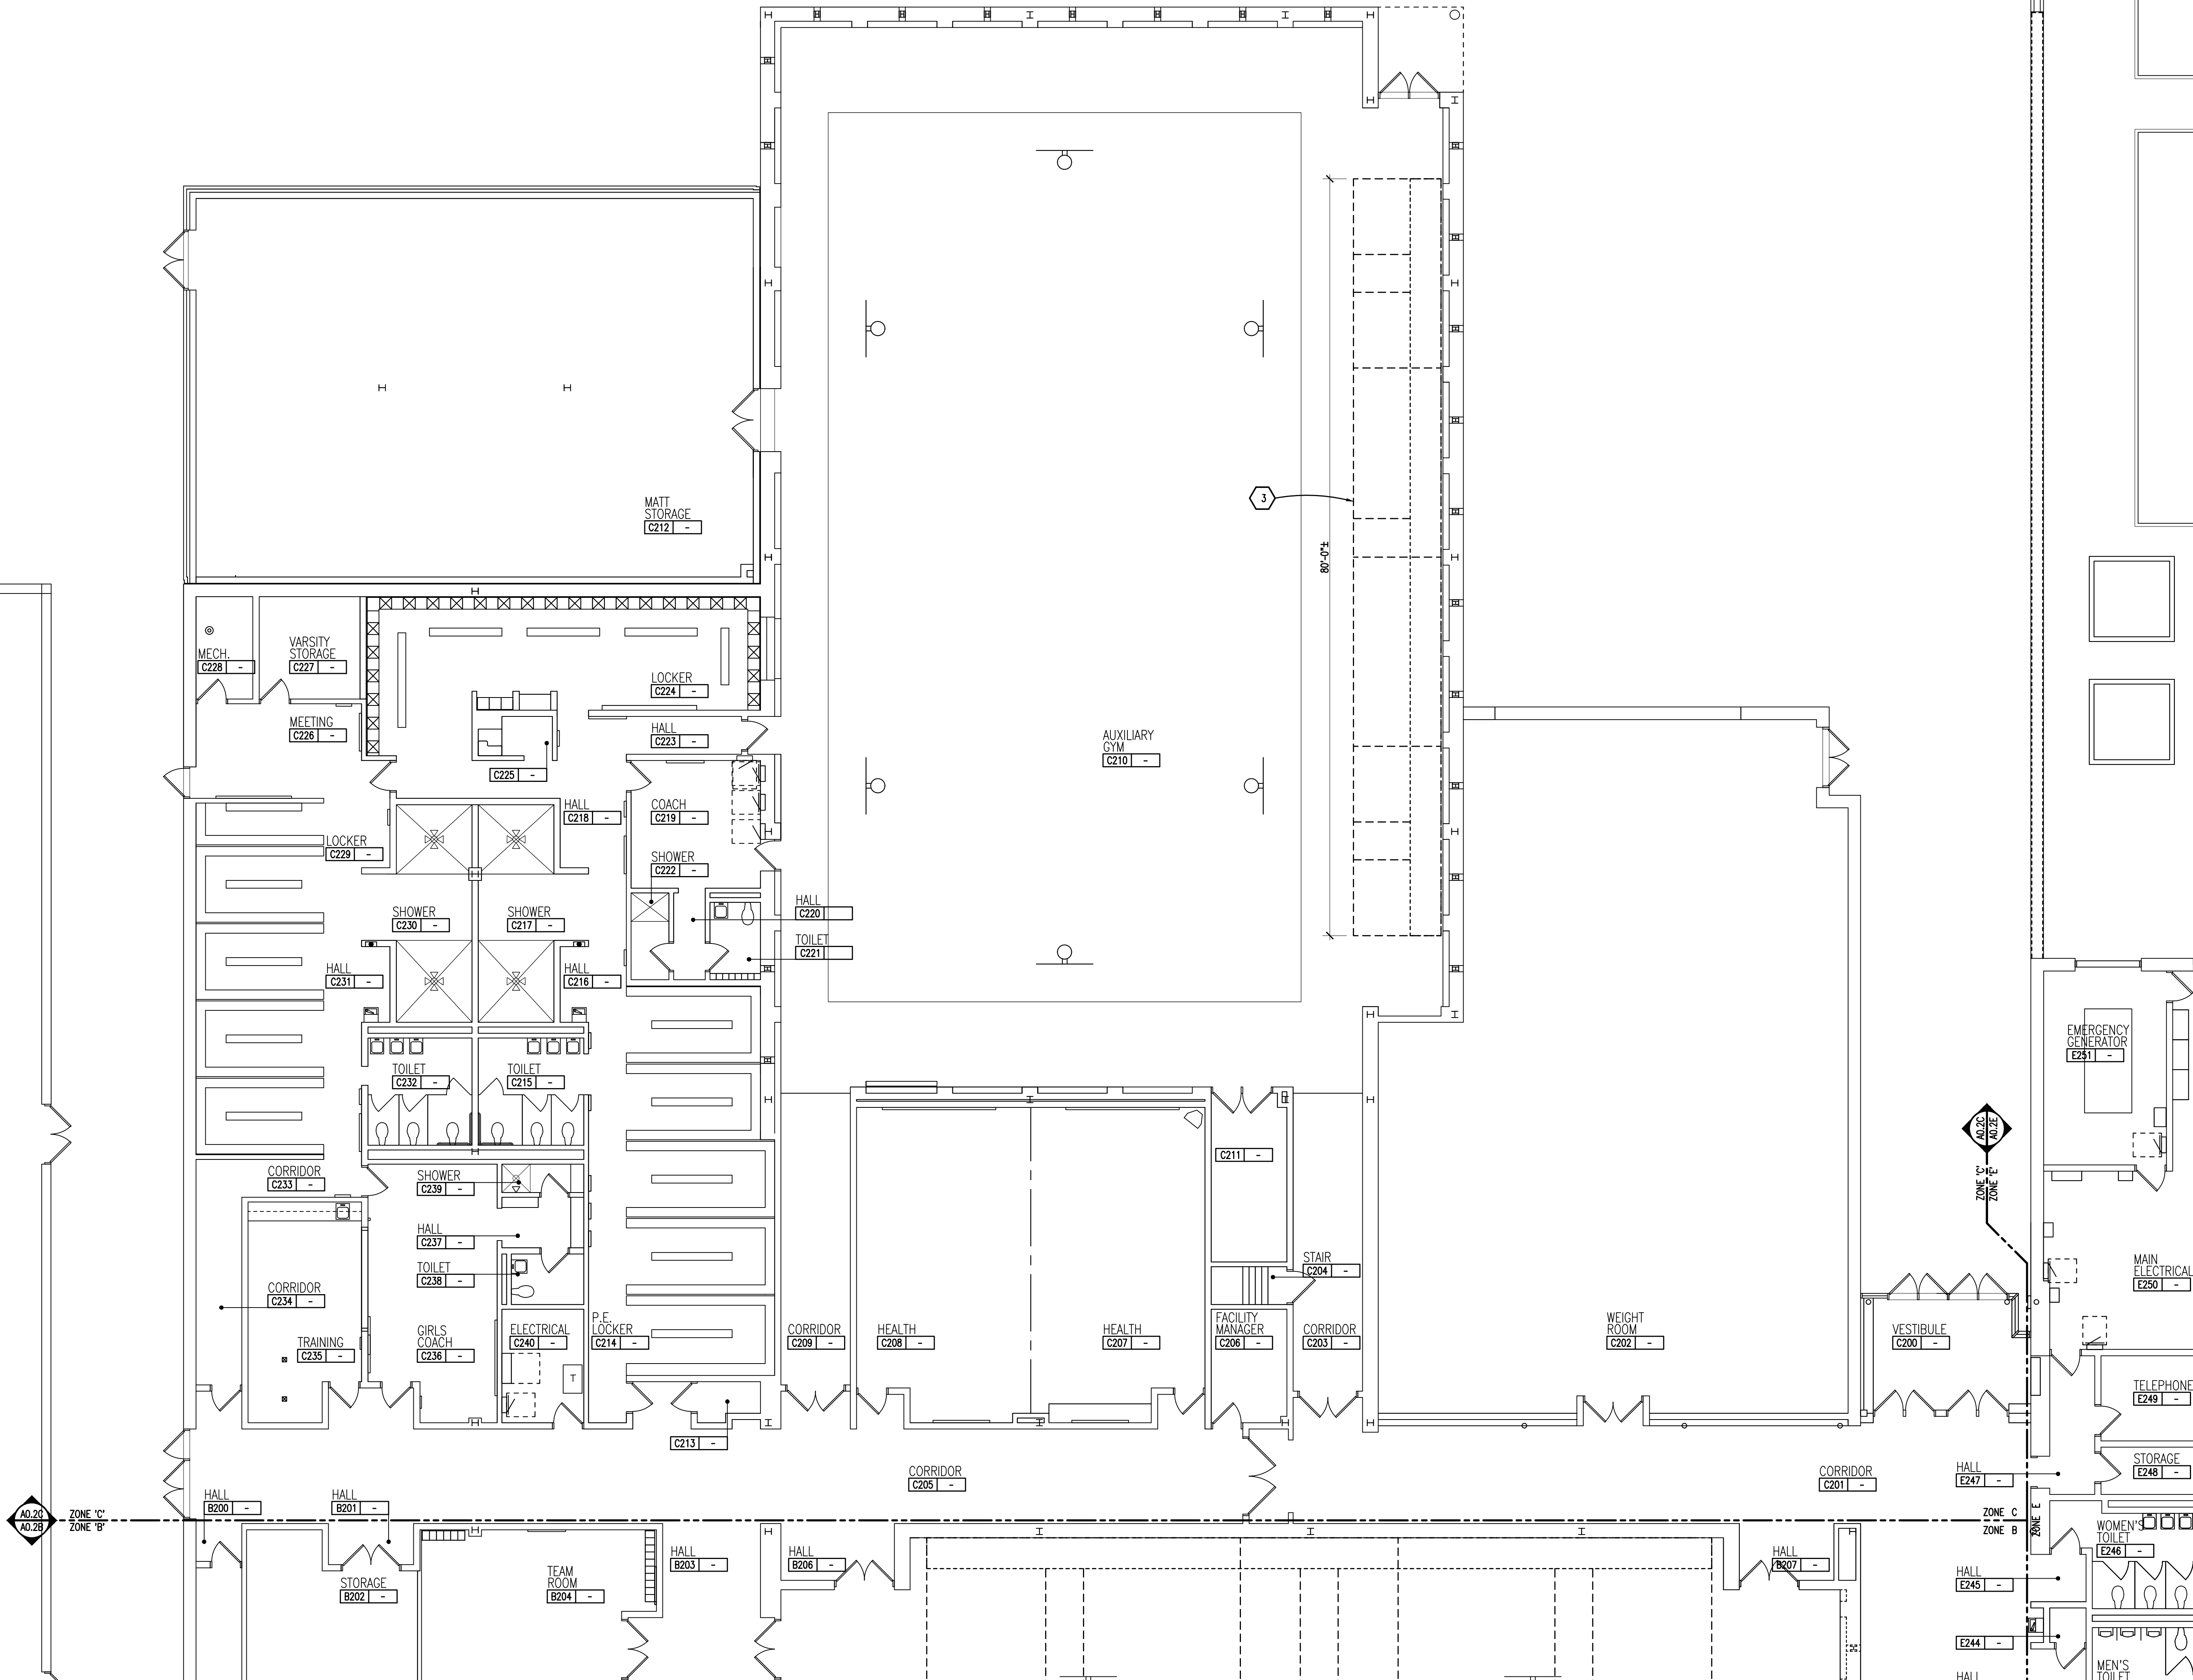 MATT
STORAGE
C212 -
3
80'-0"±
VARSITY
STORAGE
C227 -
MECH.
C228 -
LOCKER
C224 -
MEETING
C226 -
HALL
C223 -
AUXILIARY
GYM
C210 -
C225 -
HALL
C218 -
COACH
C219 -
LOCKER
C229 -
SHOWER
C222 -
HALL
C220
SHOWER
C230 -
SHOWER
C217 -
TOILET
C221
HALL
C231 -
HALL
C216 -
EMERGENCY
GENERATOR
E251 -
TOILET
C232 -
TOILET
C215 -
A0.2C
A0.2E
ZONE 'C'
ZONE 'E'
C211 -
CORRIDOR
C233 -
SHOWER
C239 -
HALL
C237 -
STAIR
C204 -
MAIN
ELECTRICAL
E250 -
TOILET
C238 -
CORRIDOR
C234 -
TRAINING
C235 -
GIRLS
COACH
C236 -
ELECTRICAL
C240 -
T
P.E.
LOCKER
C214 -
CORRIDOR
C209 -
HEALTH
C208 -
HEALTH
C207 -
FACILITY
MANAGER
C206 -
CORRIDOR
C203 -
WEIGHT
ROOM
C202 -
VESTIBULE
C200 -
TELEPHONE
E249 -
C213 -
CORRIDOR
C205 -
CORRIDOR
C201 -
HALL
E247 -
STORAGE
E248 -
HALL
B200 -
HALL
B201 -
A0.2C
A0.2B
ZONE 'C'
ZONE 'B'
ZONE C
ZONE B
ZONE E
WOMEN'S
TOILET
E246 -
HALL
B203 -
HALL
B206 -
HALL
B207 -
HALL
E245 -
STORAGE
B202 -
TEAM
ROOM
B204 -
E244 -
MEN'S
TOILET
HALL